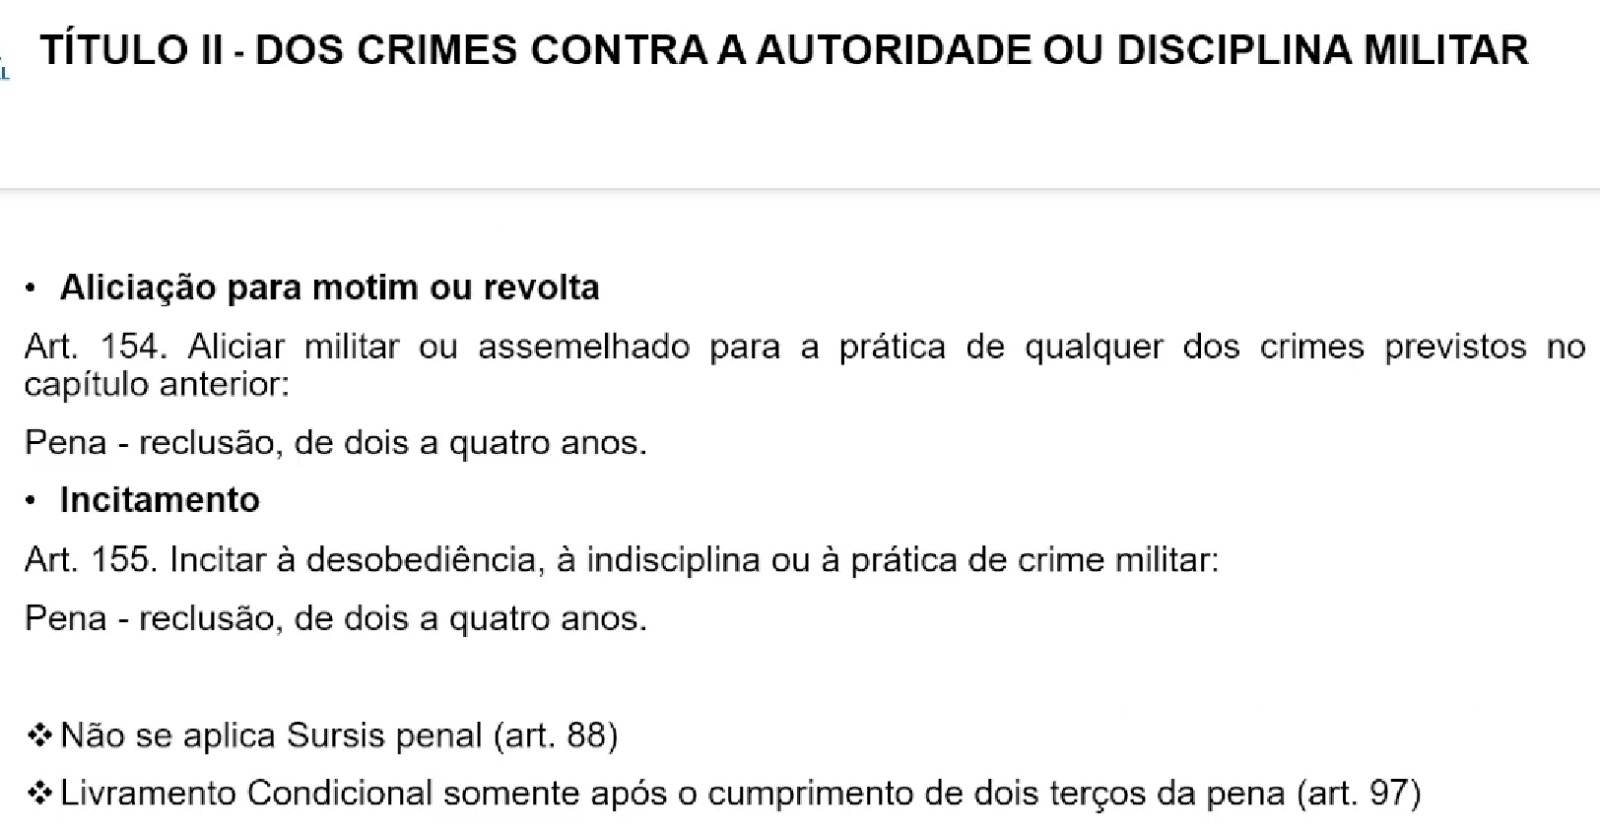 TÍTULO II - DOS CRIMES CONTRA A AUTORIDADE OU DISCIPLINA MILITAR
• Aliciação para motim ou revolta
Art. 154. Aliciar militar ou assemelhado para a prática de qualquer dos crimes previstos no
capítulo anterior:
Pena - reclusão, de dois a quatro anos.
• Incitamento
Art. 155. Incitar à desobediência, à indisciplina ou à prática de crime militar:
Pena - reclusão, de dois a quatro anos.
❖ Não se aplica Sursis penal (art. 88)
❖ Livramento Condicional somente após o cumprimento de dois terços da pena (art. 97)